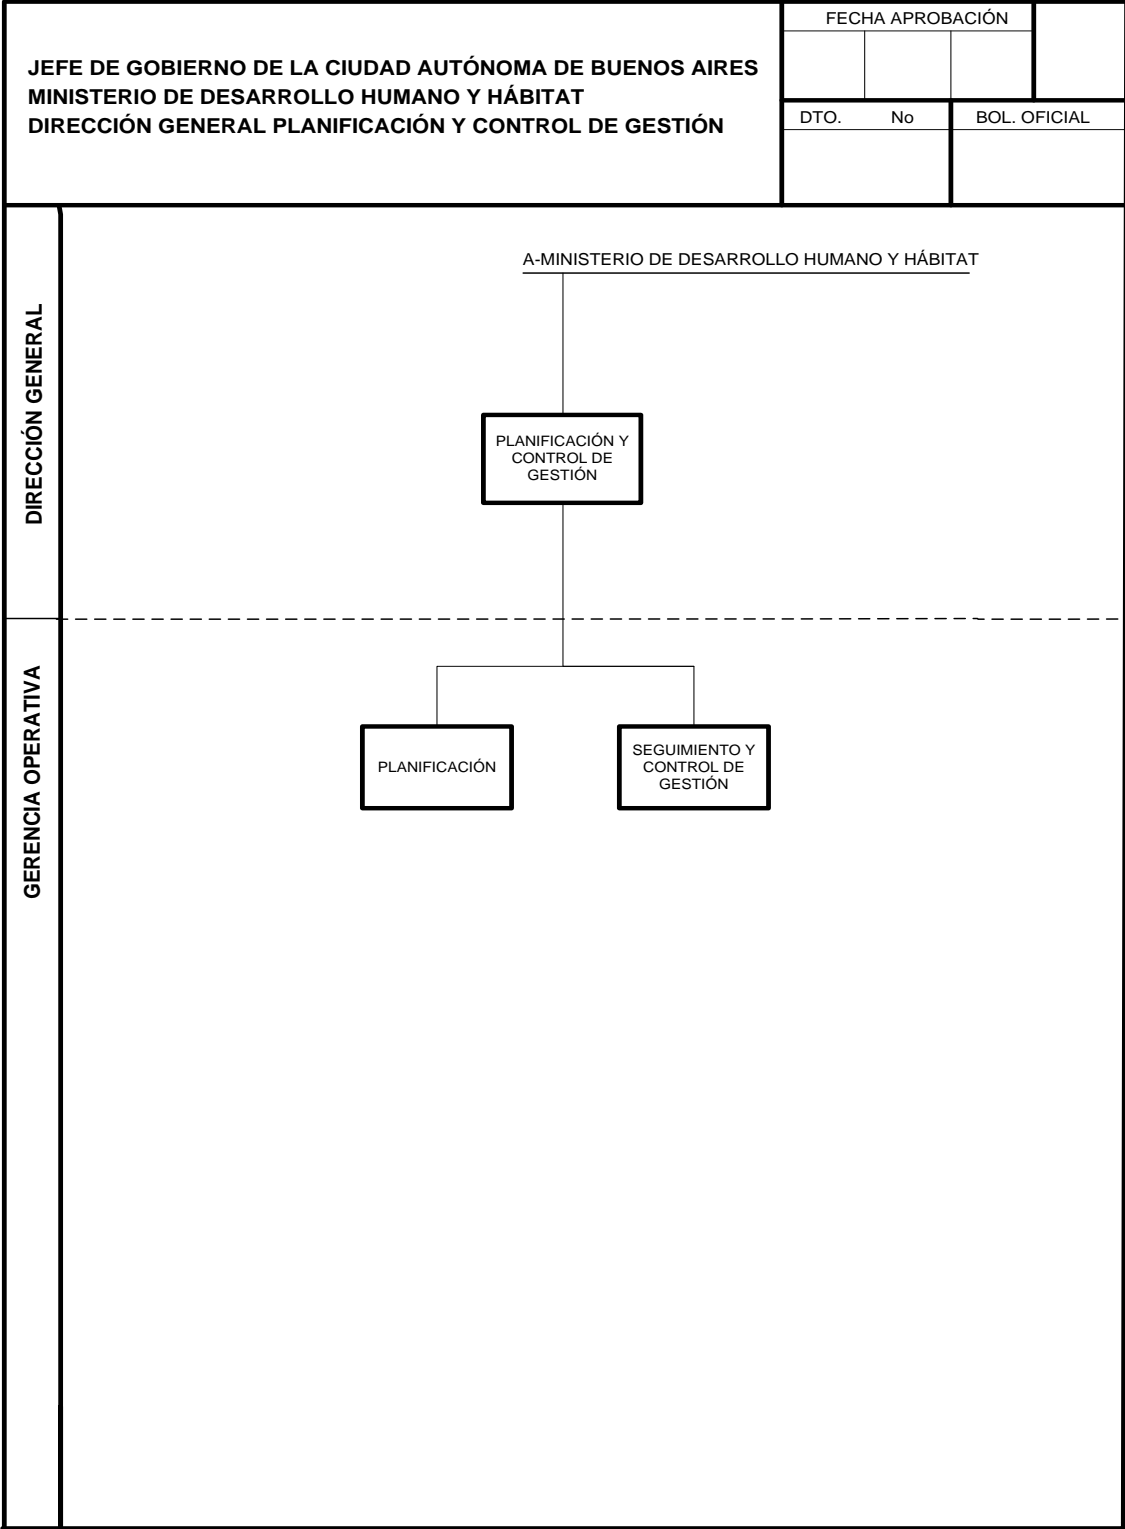 JEFE DE GOBIERNO DE LA CIUDAD AUTÓNOMA DE BUENOS AIRES
MINISTERIO DE DESARROLLO HUMANO Y HÁBITAT
DIRECCIÓN GENERAL PLANIFICACIÓN Y CONTROL DE GESTIÓN
FECHA APROBACIÓN
DTO. No
BOL. OFICIAL
DIRECCIÓN GENERAL
A-MINISTERIO DE DESARROLLO HUMANO Y HÁBITAT
PLANIFICACIÓN Y
CONTROL DE
GESTIÓN
GERENCIA OPERATIVA
PLANIFICACIÓN
SEGUIMIENTO Y
CONTROL DE
GESTIÓN